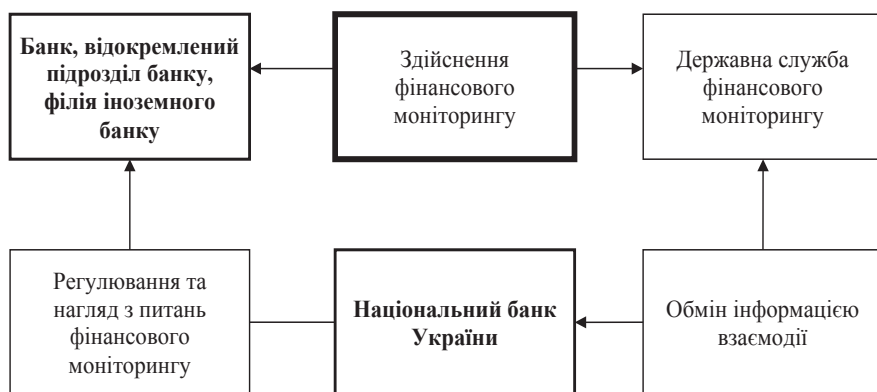 Банк, відокремлений
підрозділ банку,
філія іноземного
банку
Здійснення
фінансового
моніторингу
Державна служба
фінансового
моніторингу
Регулювання та
нагляд з питань
фінансового
моніторингу
Національний банк
України
Обмін інформацією
взаємодії